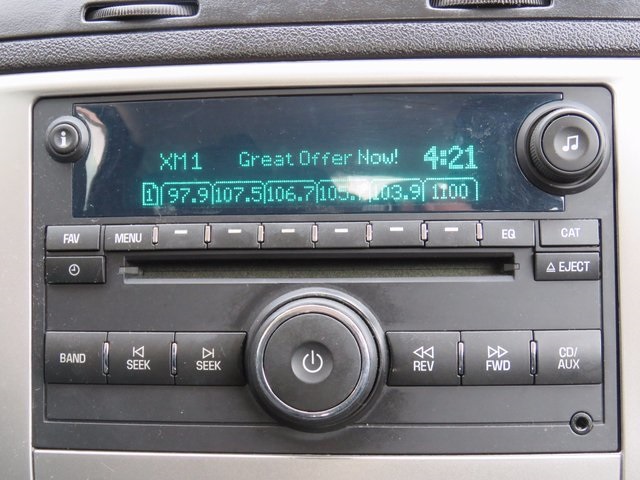 XM1 Great Offer Now! 4:21
1 97.9 107.5 106.7 103.9 1100
FAV MENU EQ CAT
EJECT
BAND SEEK SEEK REV FWD CD/
AUX